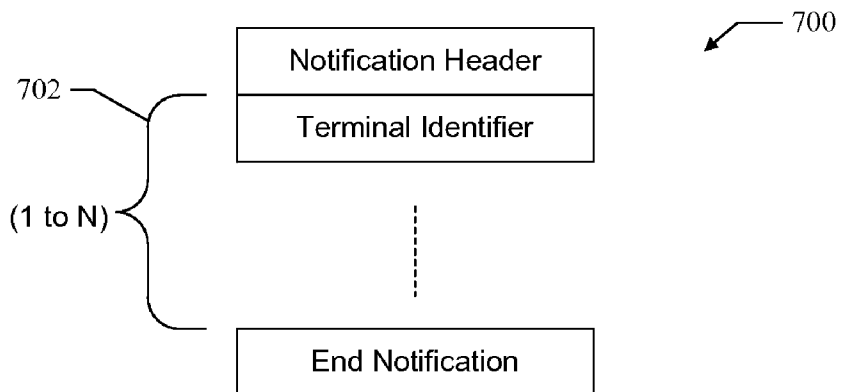 700
Notification Header
702
Terminal Identifier
(1 to N)
End Notification